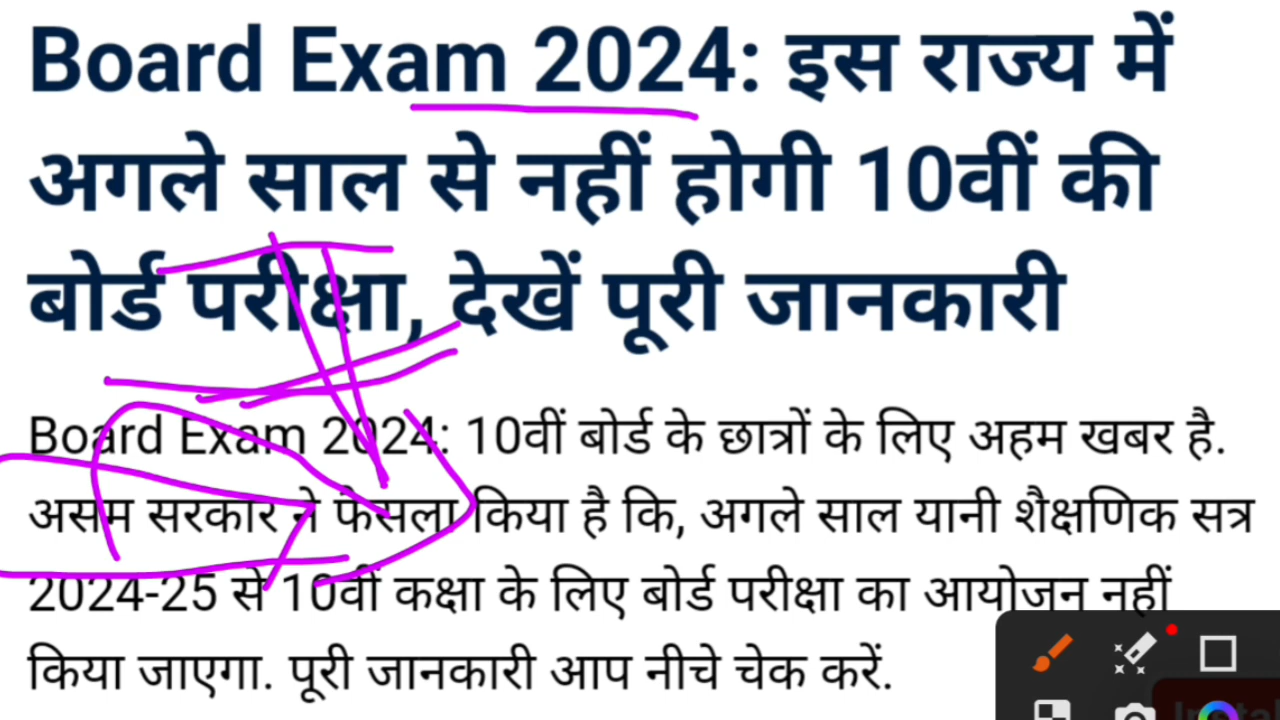 Board Exam 2024: इस राज्य में
अगले साल से नहीं होगी 10वीं की
बोर्ड परीक्षा, देखें पूरी जानकारी
Board Exam 2024: 10वीं बोर्ड के छात्रों के लिए अहम खबर है.
असम सरकार ने फैसला किया है कि, अगले साल यानी शैक्षणिक सत्र
2024-25 से 10वीं कक्षा के लिए बोर्ड परीक्षा का आयोजन नहीं
किया जाएगा. पूरी जानकारी आप नीचे चेक करें.